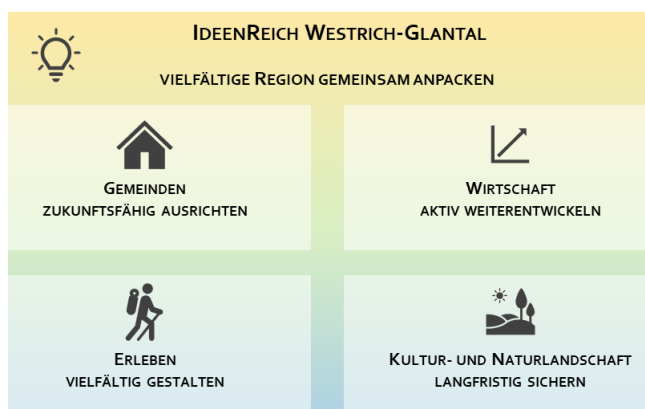 IDEENREICH WESTRICH-GLANTAL
VIELFÄLTIGE REGION GEMEINSAM ANPACKEN
GEMEINDEN
ZUKUNFTSFÄHIG AUSRICHTEN
WIRTSCHAFT
AKTIV WEITERENTWICKELN
ERLEBEN
VIELFÄLTIG GESTALTEN
KULTUR- UND NATURLANDSCHAFT
LANGFRISTIG SICHERN